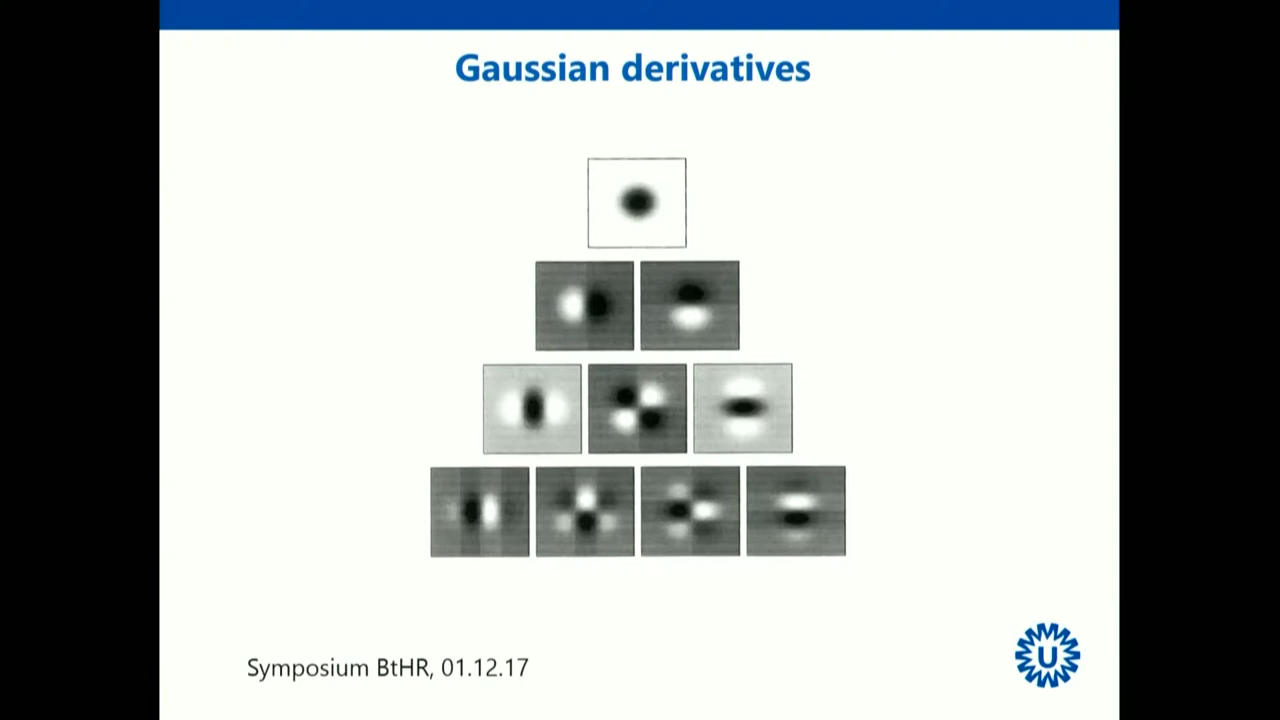 Gaussian derivatives
Symposium BtHR, 01.12.17
U